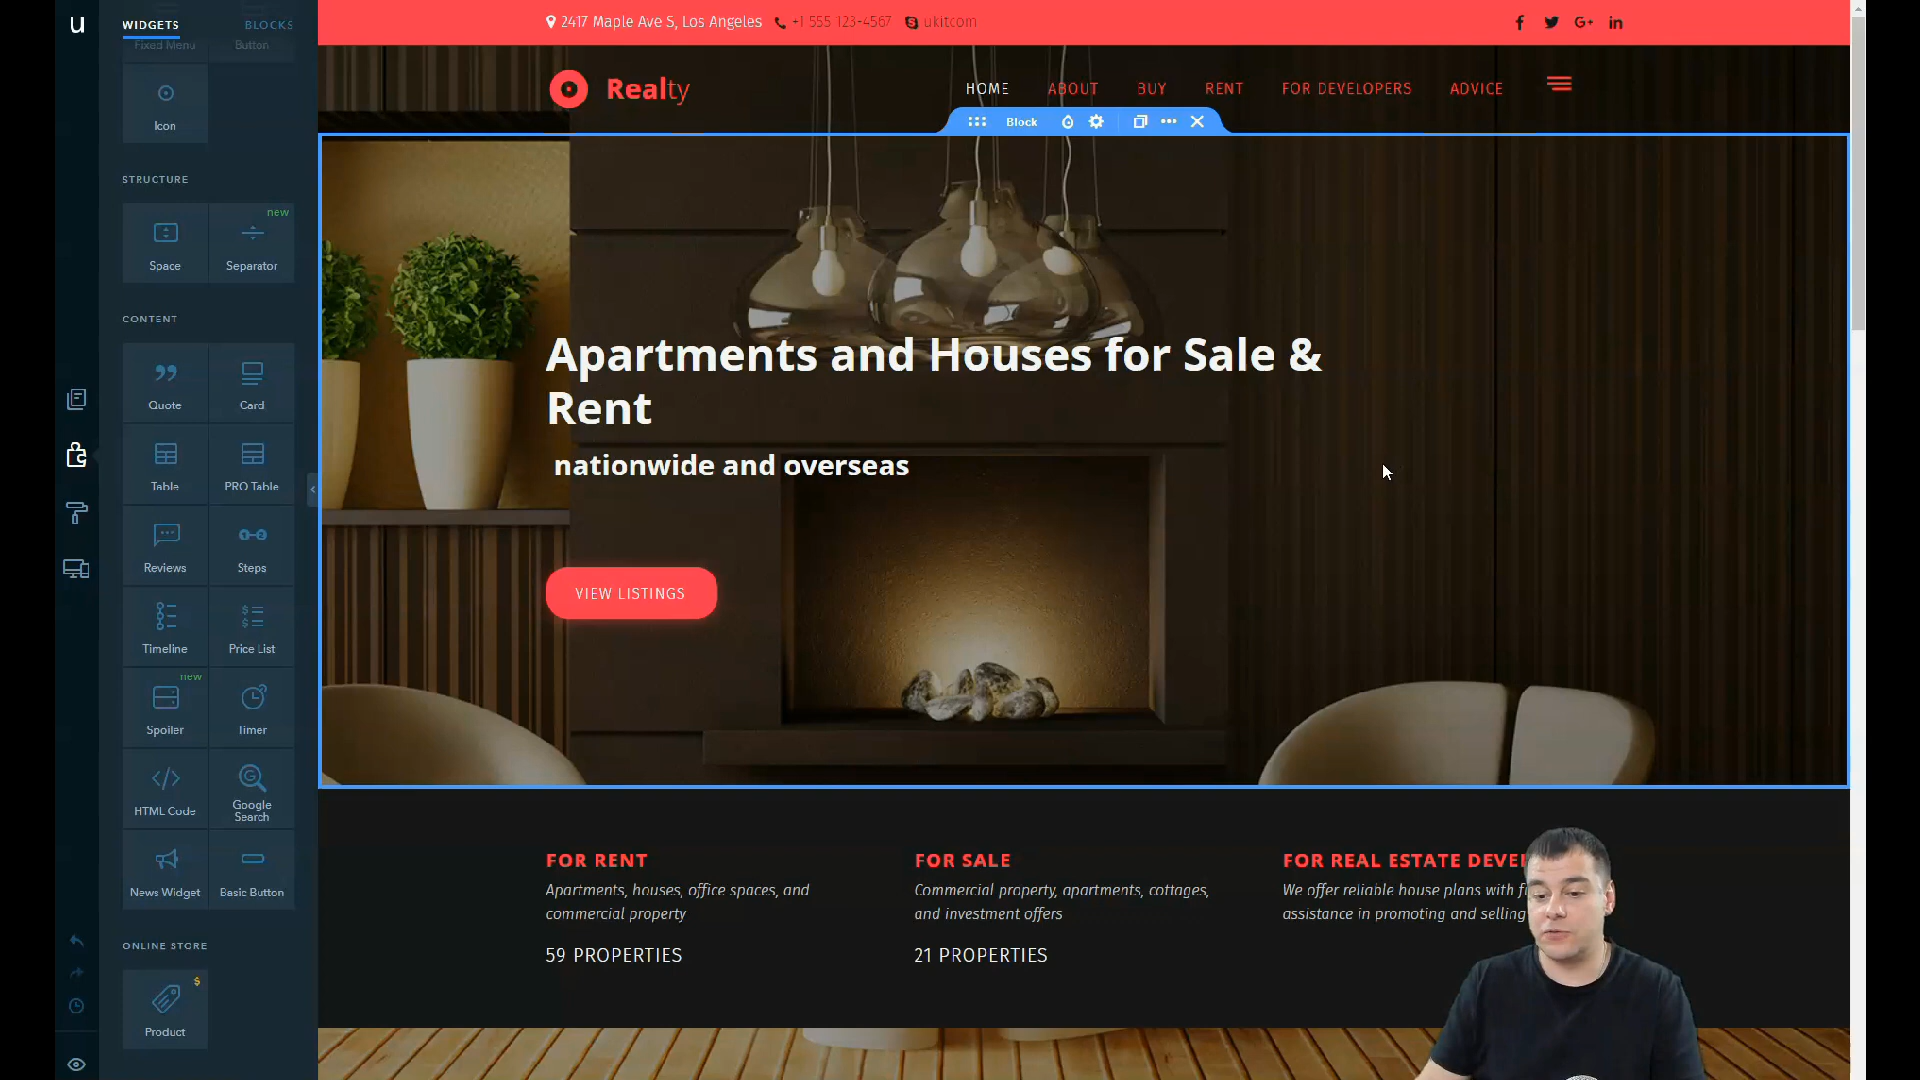 WIDGETS
BLOCKS
Fixed Menu
Button
Icon
STRUCTURE
new
Space
Separator
CONTENT
Quote
Card
Table
PRO Table
Reviews
Steps
Timeline
Price List
new
Spoiler
Timer
HTML Code
Google
Search
News Widget
Basic Button
ONLINE STORE
$
Product
2417 Maple Ave S, Los Angeles
+1 555 123-4567
ukitcom
Realty
HOME
ABOUT
BUY
RENT
FOR DEVELOPERS
ADVICE
Block
Apartments and Houses for Sale &
Rent
nationwide and overseas
VIEW LISTINGS
FOR RENT
Apartments, houses, office spaces, and
commercial property
59 PROPERTIES
FOR SALE
Commercial property, apartments, cottages,
and investment offers
21 PROPERTIES
FOR REAL ESTATE
We offer reliable house plans with
assistance in promoting and selling